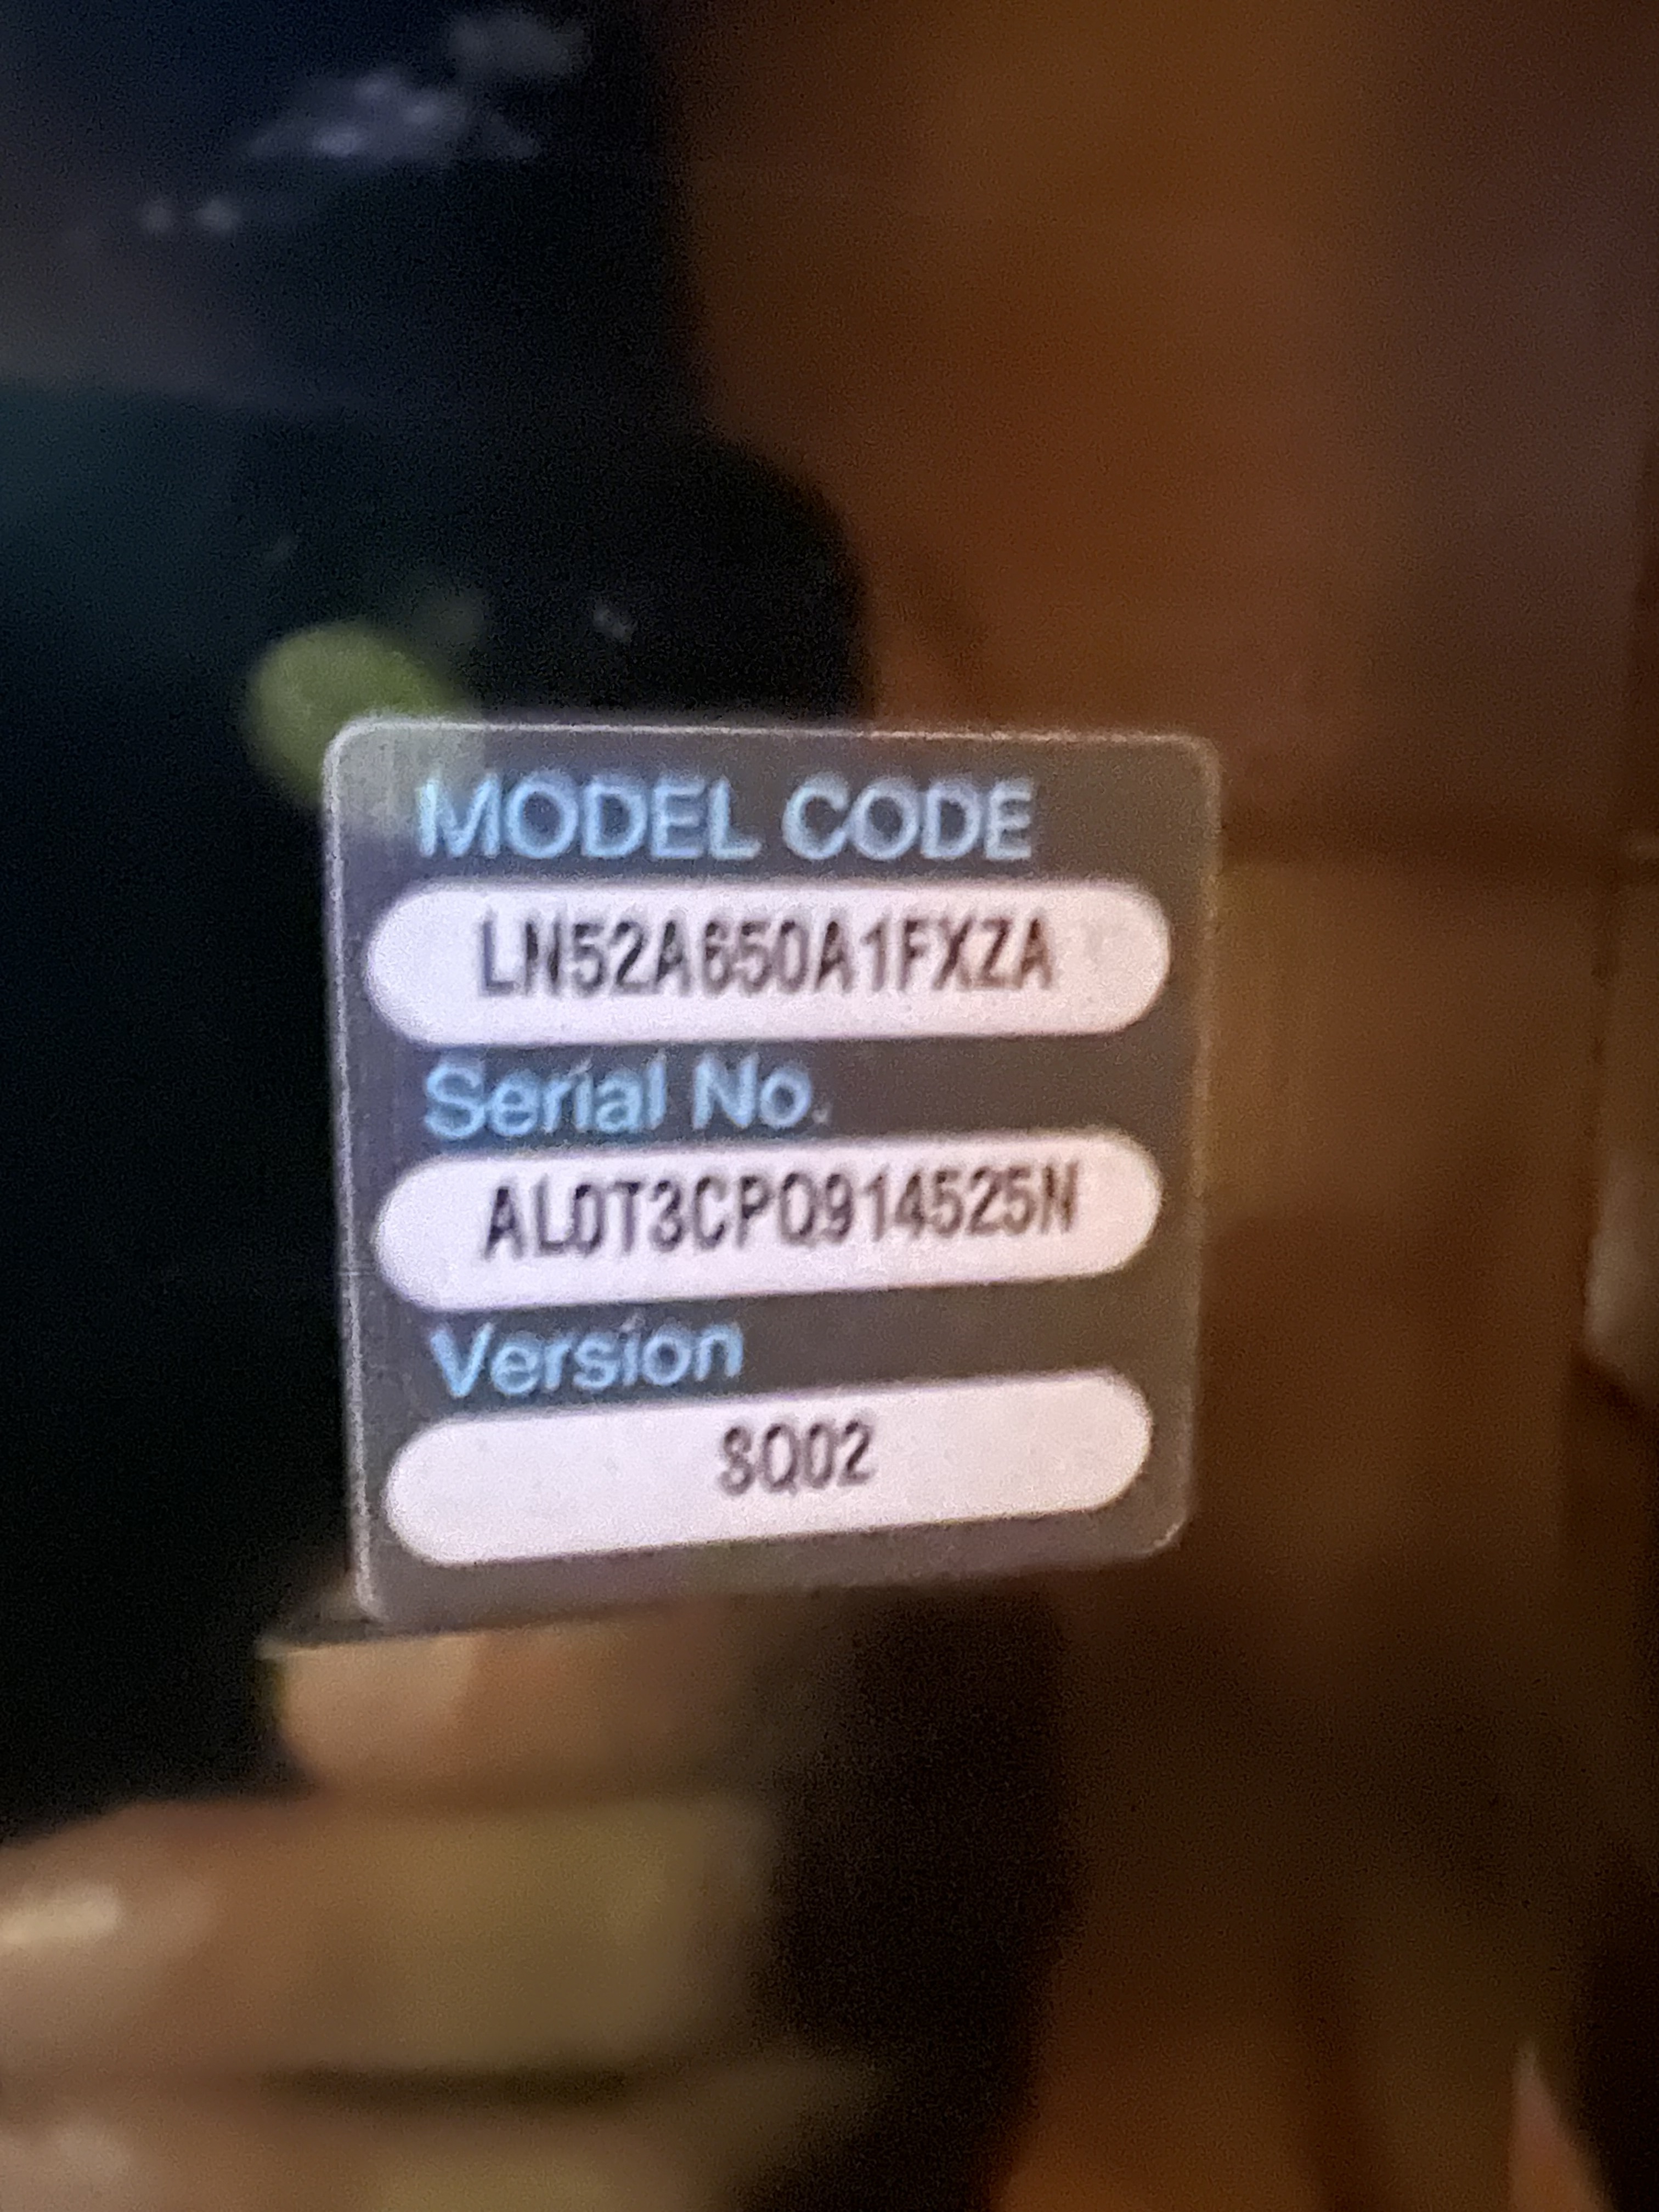 MODEL CODE
LN52A650A1FXZA
Serial No.
AL0T3CPQ914525N
Version
SQ02